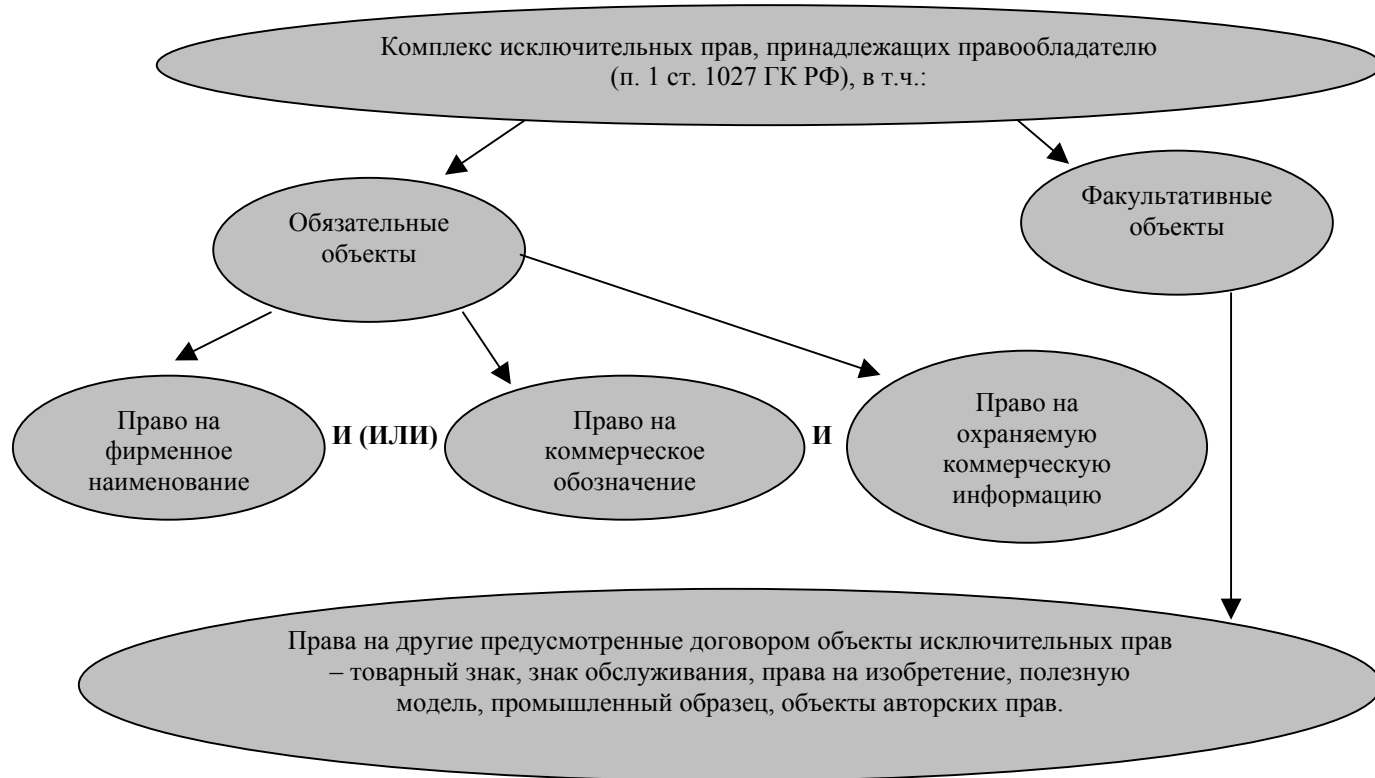 Комплекс исключительных прав, принадлежащих правообладателю
(п. 1 ст. 1027 ГК РФ), в т.ч.:
Обязательные
объекты
Факультативные
объекты
Право на
фирменное
наименование
И (ИЛИ)
Право на
коммерческое
обозначение
И
Право на
охраняемую
коммерческую
информацию
Права на другие предусмотренные договором объекты исключительных прав
– товарный знак, знак обслуживания, права на изобретение, полезную
модель, промышленный образец, объекты авторских прав.